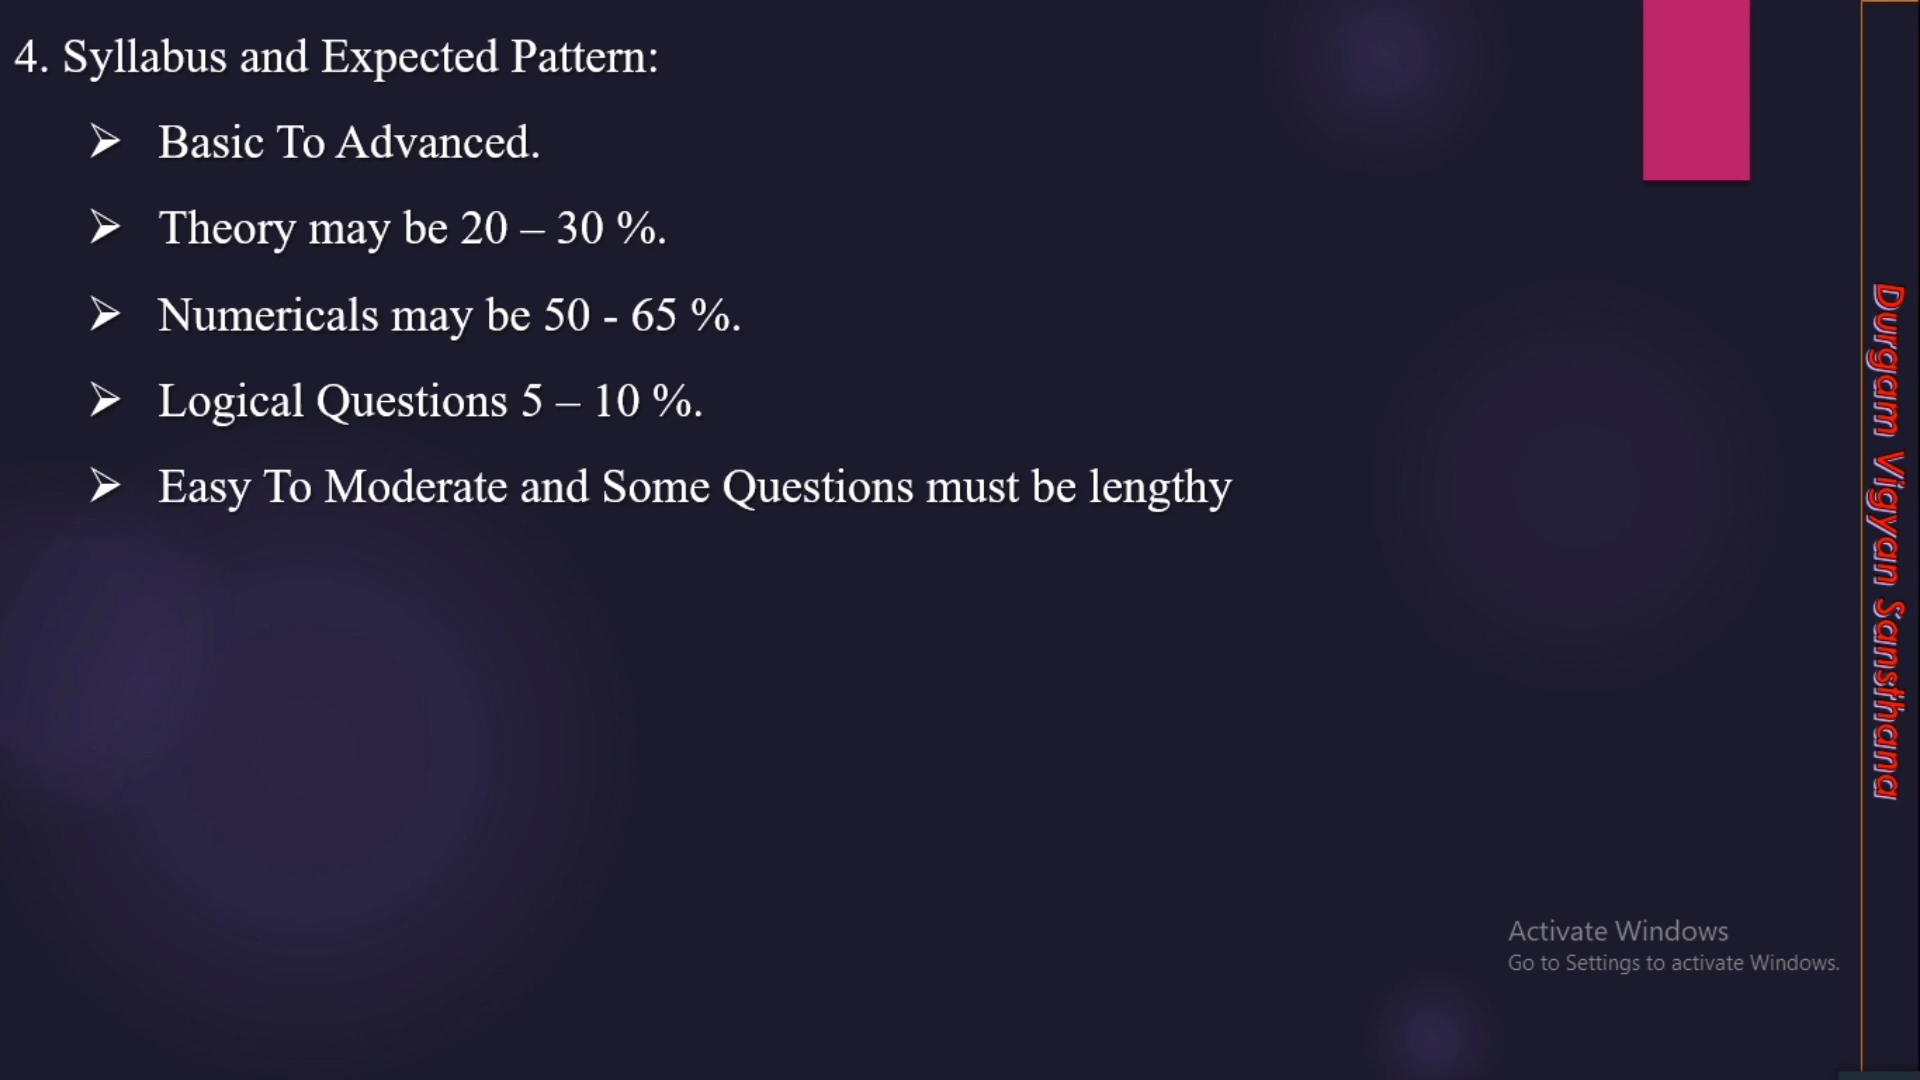 4. Syllabus and Expected Pattern:
➢ Basic To Advanced.
➢ Theory may be 20 – 30 %.
➢ Numericals may be 50 - 65 %.
➢ Logical Questions 5 – 10 %.
➢ Easy To Moderate and Some Questions must be lengthy
Durgam Vigyan Sansthana
Activate Windows
Go to Settings to activate Windows.